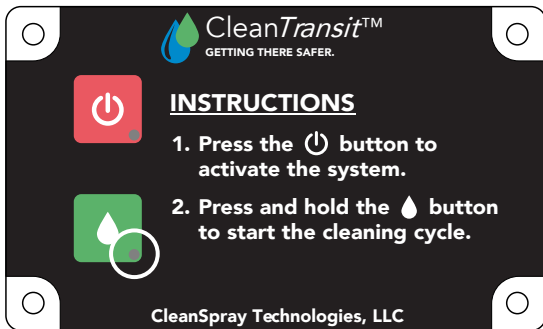 CleanTransit™
GETTING THERE SAFER.
INSTRUCTIONS
1. Press the button to
activate the system.
2. Press and hold the button
to start the cleaning cycle.
CleanSpray Technologies, LLC